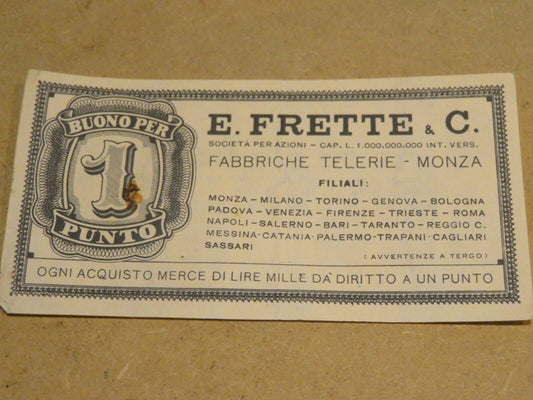 BUONO PER
1
PUNTO
E. FRETTE & C.
SOCIETÀ PER AZIONI - CAP. L. 1.000.000.000 INT. VERS.
FABBRICHE TELERIE - MONZA
FILIALI:
MONZA - MILANO - TORINO - GENOVA - BOLOGNA
PADOVA - VENEZIA - FIRENZE - TRIESTE - ROMA
NAPOLI - SALERNO - BARI - TARANTO - REGGIO C.
MESSINA - CATANIA - PALERMO - TRAPANI - CAGLIARI
SASSARI
( AVVERTENZE A TERGO )
OGNI ACQUISTO MERCE DI LIRE MILLE DA' DIRITTO A UN PUNTO